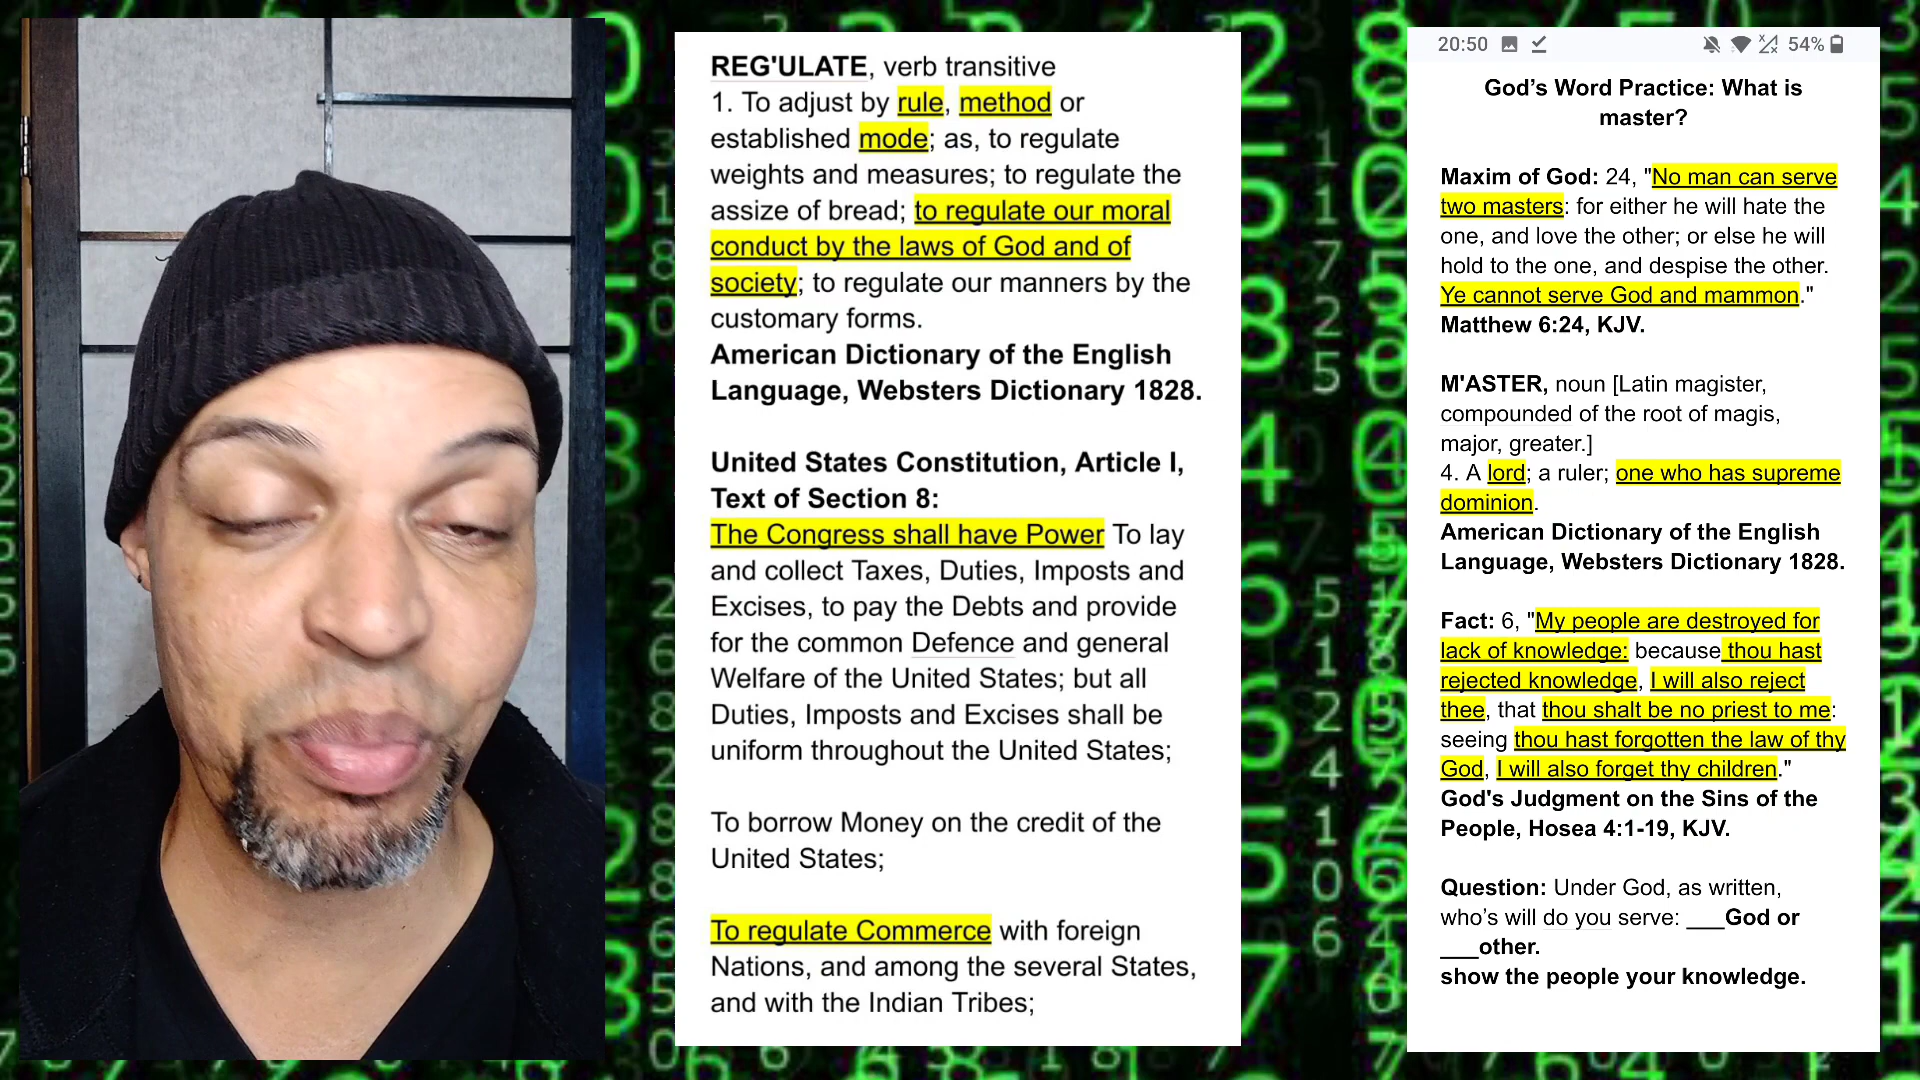 REG'ULATE, verb transitive
1. To adjust by rule, method or
established mode; as, to regulate
weights and measures; to regulate the
assize of bread; to regulate our moral
conduct by the laws of God and of
society; to regulate our manners by the
customary forms.
American Dictionary of the English
Language, Websters Dictionary 1828.
United States Constitution, Article I,
Text of Section 8:
The Congress shall have Power To lay
and collect Taxes, Duties, Imposts and
Excises, to pay the Debts and provide
for the common Defence and general
Welfare of the United States; but all
Duties, Imposts and Excises shall be
uniform throughout the United States;
To borrow Money on the credit of the
United States;
To regulate Commerce with foreign
Nations, and among the several States,
and with the Indian Tribes;
20:50 54%
God’s Word Practice: What is
master?
Maxim of God: 24, "No man can serve
two masters: for either he will hate the
one, and love the other; or else he will
hold to the one, and despise the other.
Ye cannot serve God and mammon."
Matthew 6:24, KJV.
M'ASTER, noun [Latin magister,
compounded of the root of magis,
major, greater.]
4. A lord; a ruler; one who has supreme
dominion.
American Dictionary of the English
Language, Websters Dictionary 1828.
Fact: 6, "My people are destroyed for
lack of knowledge: because thou hast
rejected knowledge, I will also reject
thee, that thou shalt be no priest to me:
seeing thou hast forgotten the law of thy
God, I will also forget thy children."
God's Judgment on the Sins of the
People, Hosea 4:1-19, KJV.
Question: Under God, as written,
who’s will do you serve: ___God or
___other.
show the people your knowledge.